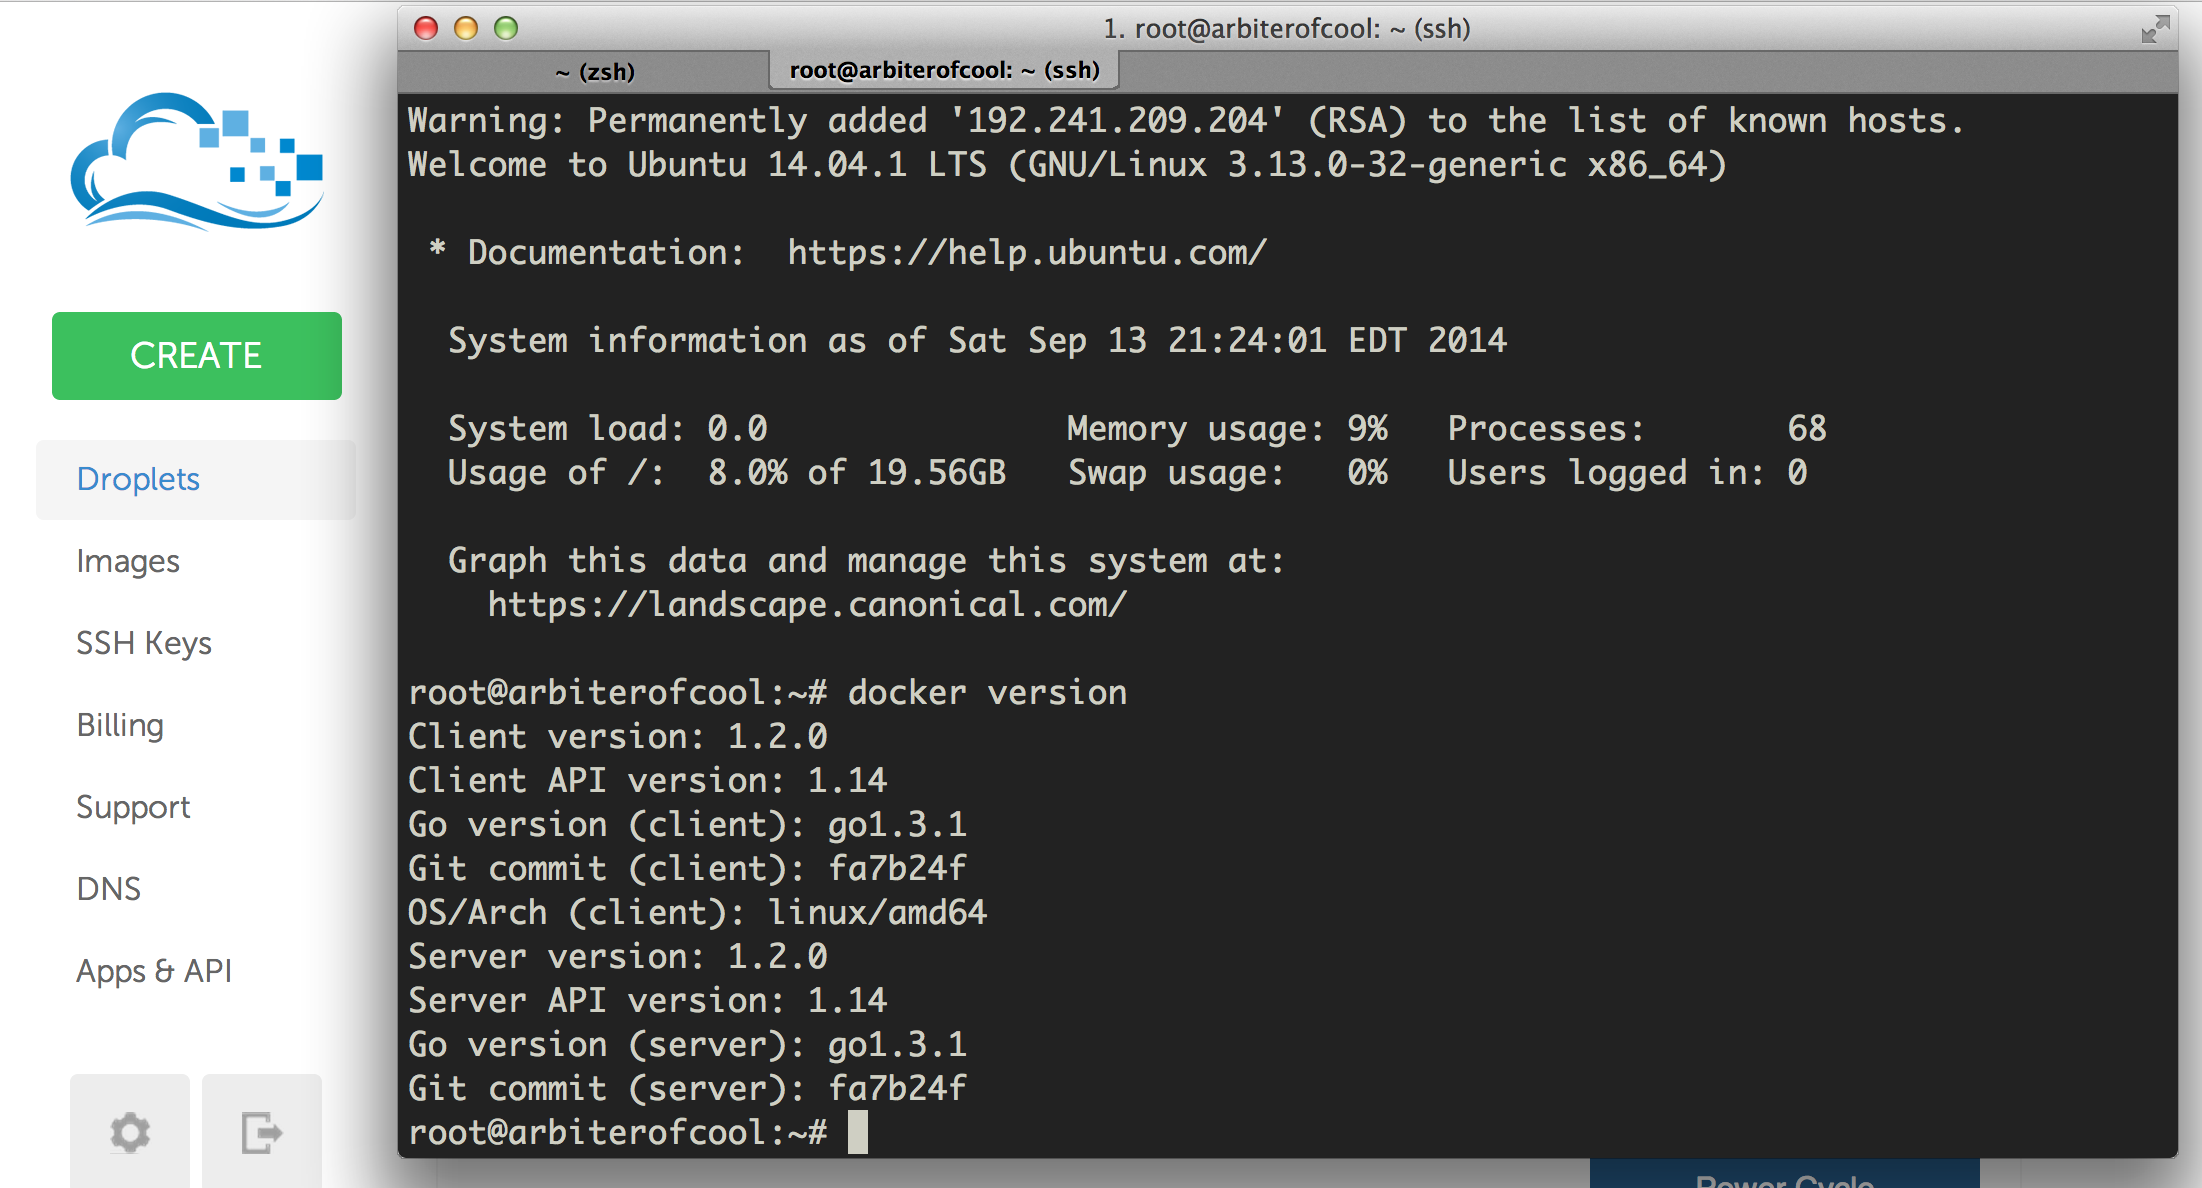 1. root@arbiterofcool: ~ (ssh)
~ (zsh)
root@arbiterofcool: ~ (ssh)
CREATE
Droplets
Images
SSH Keys
Billing
Support
DNS
Apps & API
Warning: Permanently added '192.241.209.204' (RSA) to the list of known hosts.
Welcome to Ubuntu 14.04.1 LTS (GNU/Linux 3.13.0-32-generic x86_64)
* Documentation:  https://help.ubuntu.com/
System information as of Sat Sep 13 21:24:01 EDT 2014
System load: 0.0 Memory usage: 9% Processes: 68
Usage of /: 8.0% of 19.56GB Swap usage: 0% Users logged in: 0
Graph this data and manage this system at:
https://landscape.canonical.com/
root@arbiterofcool:~# docker version
Client version: 1.2.0
Client API version: 1.14
Go version (client): go1.3.1
Git commit (client): fa7b24f
OS/Arch (client): linux/amd64
Server version: 1.2.0
Server API version: 1.14
Go version (server): go1.3.1
Git commit (server): fa7b24f
root@arbiterofcool:~#
Power Cycle